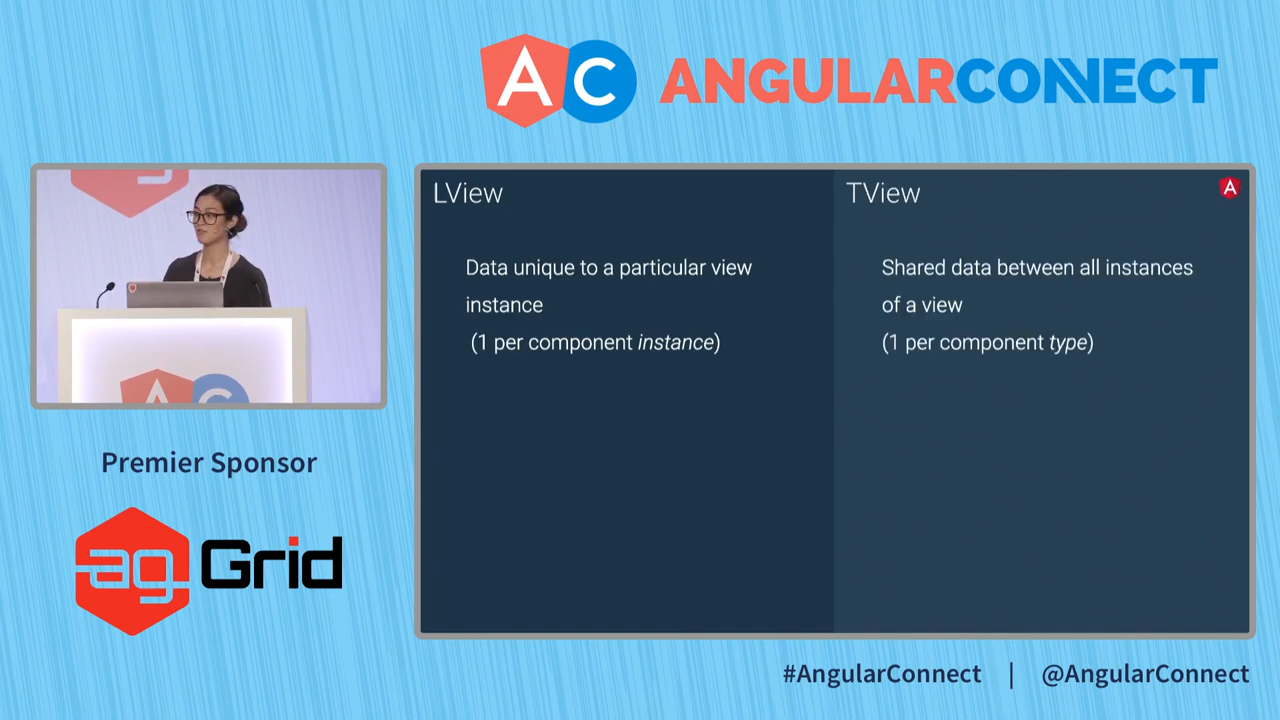 AC ANGULARCONNECT
LView
TView
Data unique to a particular view
instance
(1 per component instance)
Shared data between all instances
of a view
(1 per component type)
Premier Sponsor
ag Grid
#AngularConnect | @AngularConnect